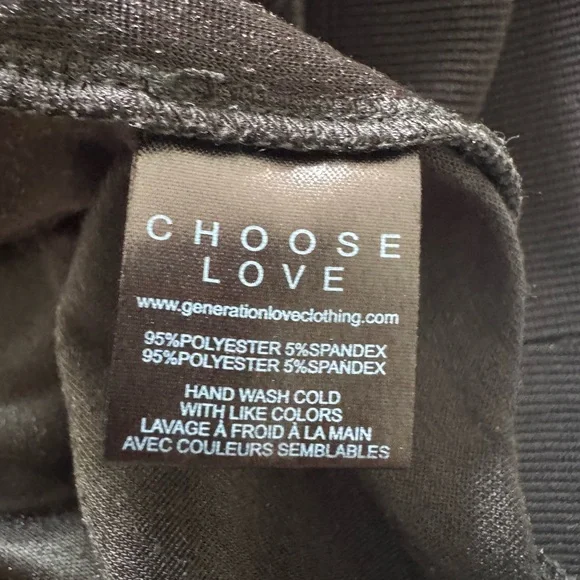 CHOOSE
LOVE
www.generationloveclothing.com
95%POLYESTER 5%SPANDEX
95%POLYESTER 5%SPANDEX
HAND WASH COLD
WITH LIKE COLORS
LAVAGE À FROID À LA MAIN
AVEC COULEURS SEMBLABLES